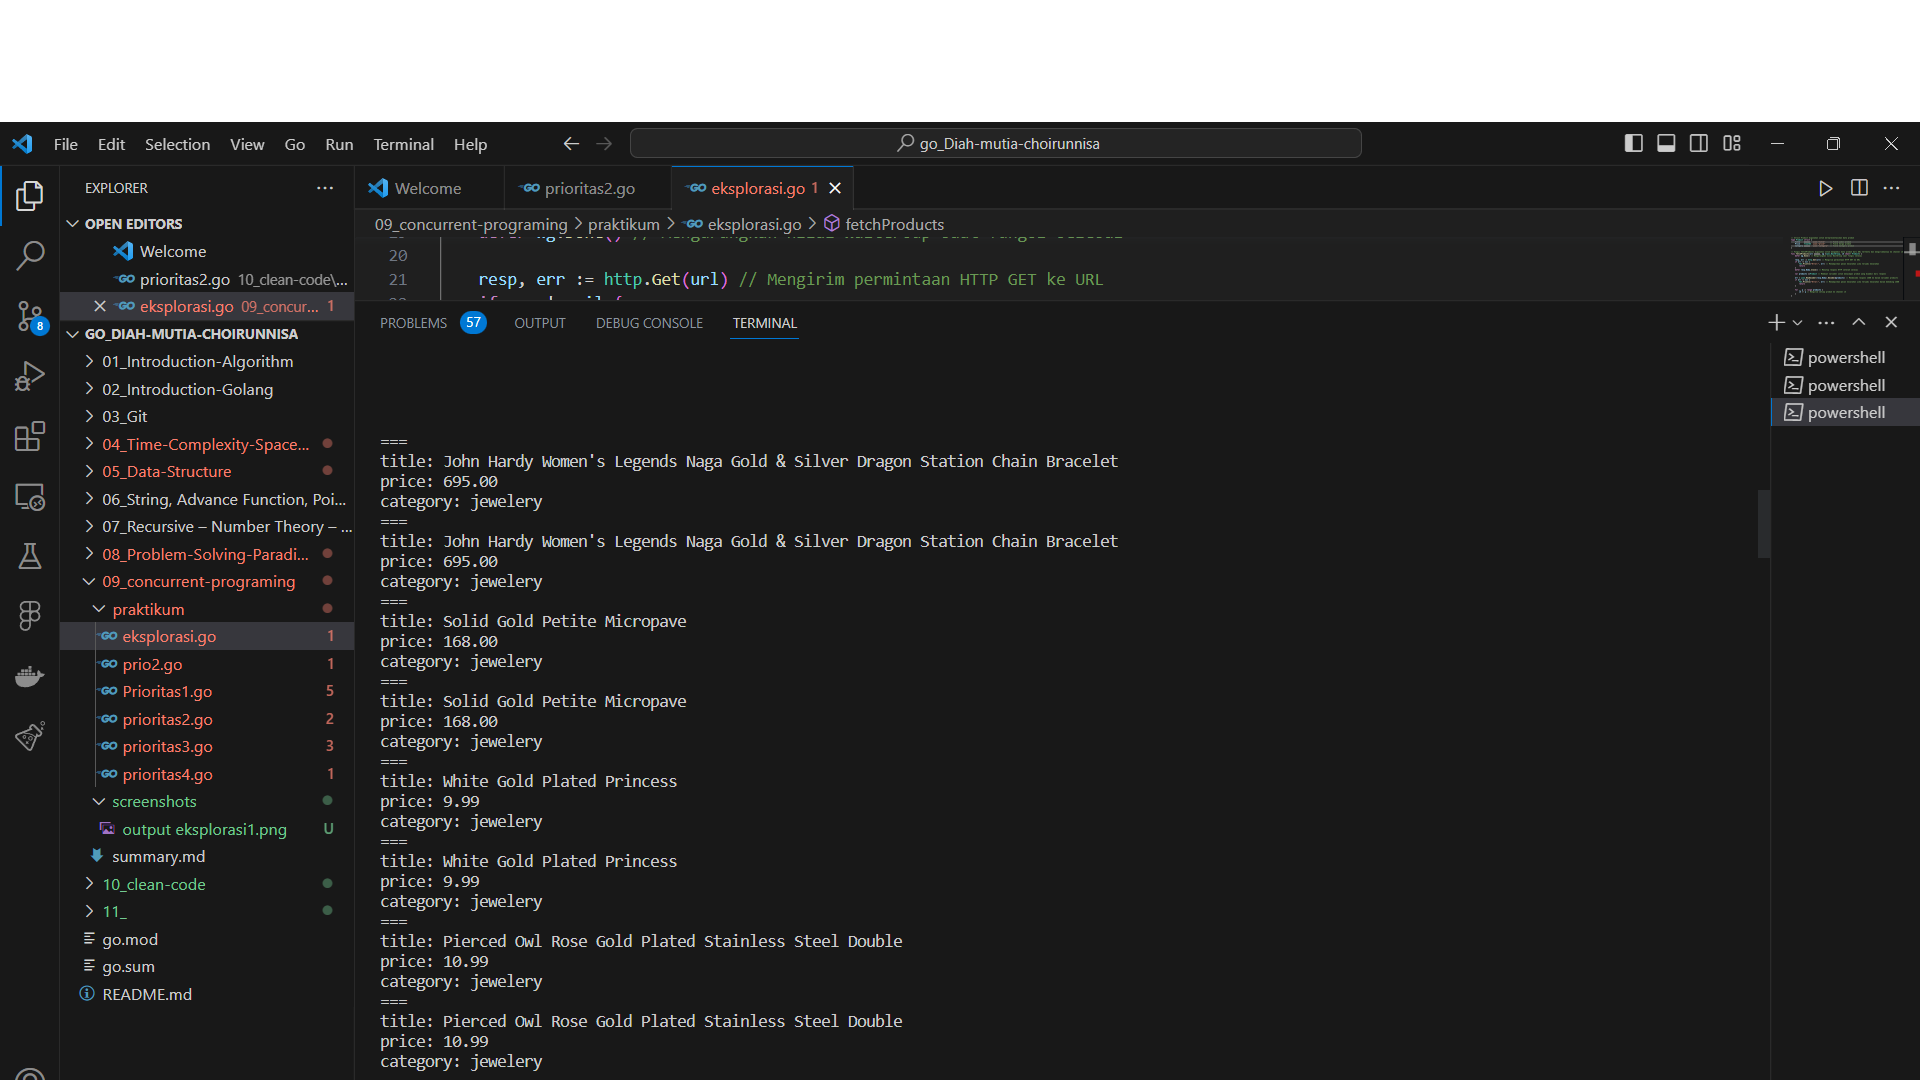 File Edit Selection View Go Run Terminal Help
go_Diah-mutia-choirunnisa
EXPLORER
OPEN EDITORS
Welcome
prioritas2.go 10_clean-code\...
eksplorasi.go 09_concur... 1
GO_DIAH-MUTIA-CHOIRUNNISA
01_Introduction-Algorithm
02_Introduction-Golang
03_Git
04_Time-Complexity-Space...
05_Data-Structure
06_String, Advance Function, Poi...
07_Recursive – Number Theory – ...
08_Problem-Solving-Paradi...
09_concurrent-programing
praktikum
eksplorasi.go 1
prio2.go 1
Prioritas1.go 5
prioritas2.go 2
prioritas3.go 3
prioritas4.go 1
screenshots
output eksplorasi1.png U
summary.md
10_clean-code
11_
go.mod
go.sum
README.md
8
Welcome prioritas2.go eksplorasi.go 1
09_concurrent-programing > praktikum > eksplorasi.go > fetchProducts
20
21 resp, err := http.Get(url) // Mengirim permintaan HTTP GET ke URL
PROBLEMS 57 OUTPUT DEBUG CONSOLE TERMINAL
===
title: John Hardy Women's Legends Naga Gold & Silver Dragon Station Chain Bracelet
price: 695.00
category: jewelery
===
title: John Hardy Women's Legends Naga Gold & Silver Dragon Station Chain Bracelet
price: 695.00
category: jewelery
===
title: Solid Gold Petite Micropave
price: 168.00
category: jewelery
===
title: Solid Gold Petite Micropave
price: 168.00
category: jewelery
===
title: White Gold Plated Princess
price: 9.99
category: jewelery
===
title: White Gold Plated Princess
price: 9.99
category: jewelery
===
title: Pierced Owl Rose Gold Plated Stainless Steel Double
price: 10.99
category: jewelery
===
title: Pierced Owl Rose Gold Plated Stainless Steel Double
price: 10.99
category: jewelery
powershell
powershell
powershell